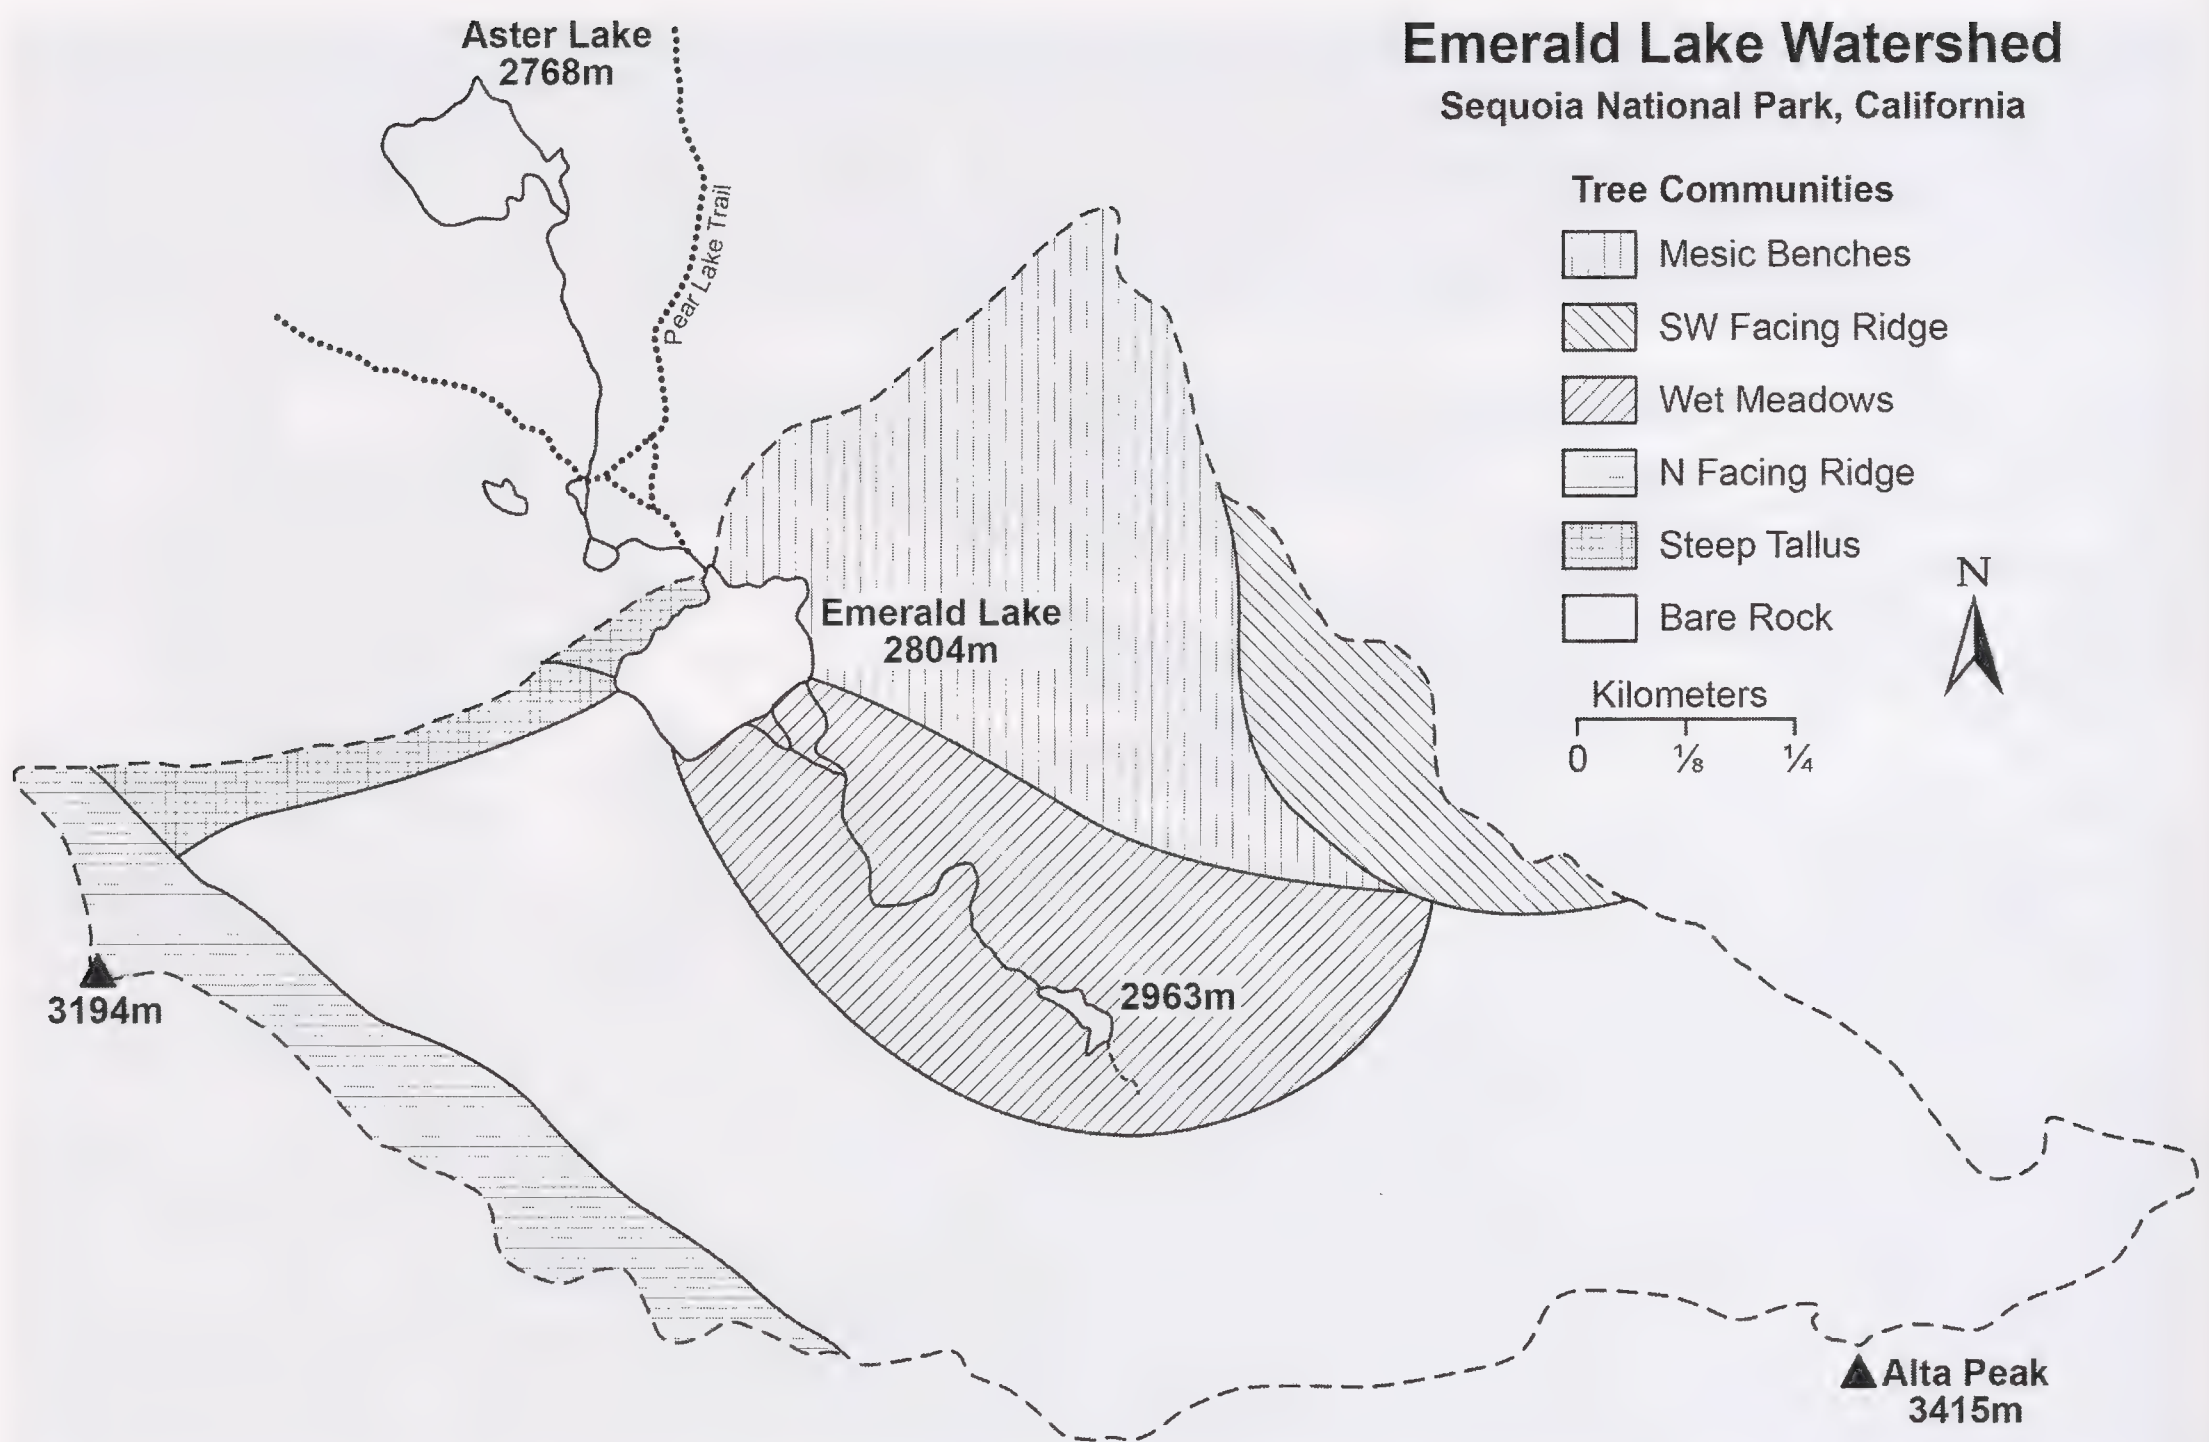 Emerald Lake Watershed
Sequoia National Park, California
Aster Lake
2768m
Pear Lake Trail
Tree Communities
Mesic Benches
SW Facing Ridge
Wet Meadows
N Facing Ridge
Steep Tallus
Bare Rock
N
Kilometers
0 ⅛ ¼
Emerald Lake
2804m
2963m
3194m
Alta Peak
3415m